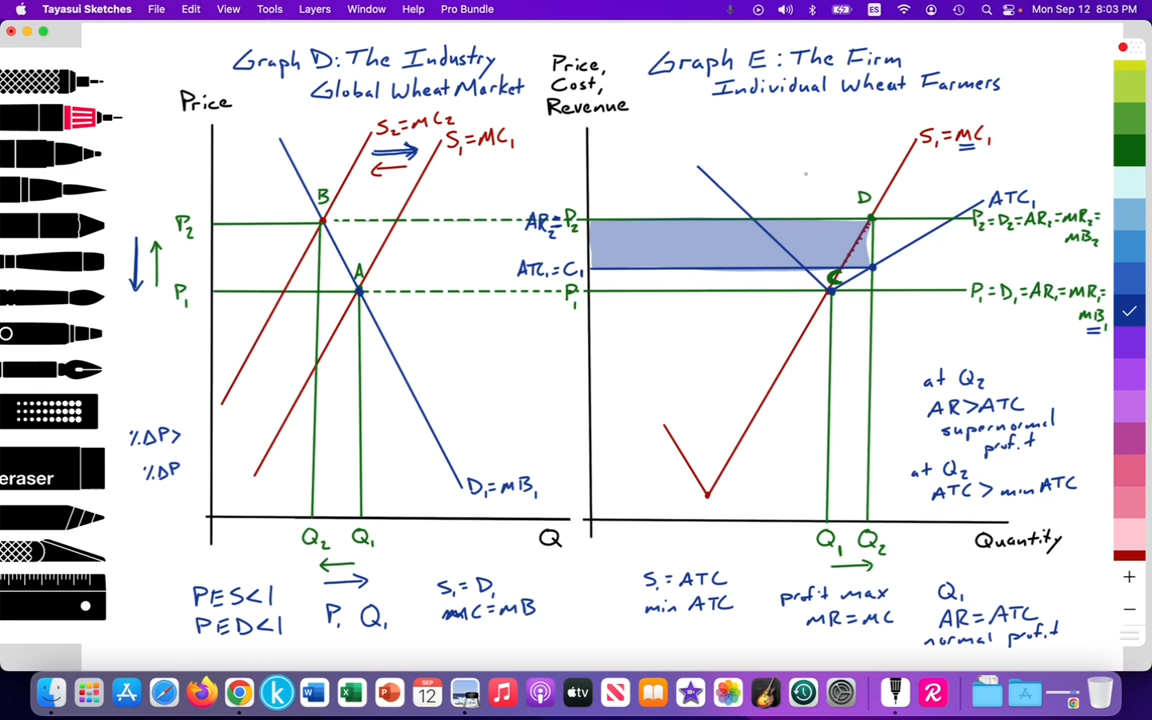 Tayasui Sketches File Edit View Tools Layers Window Help Pro Bundle
ES
Mon Sep 12 8:03 PM
Graph D: The Industry
Global Wheat Market
Price
S₂=MC₂
S₁=MC₁
B
A
P₂
P₁
%ΔP>
%ΔP
D₁=MB₁
Q₂ Q₁
Q
PES<1
PED<1
P₁ Q₁
S₁=D₁
MC=MB
Price,
Cost,
Revenue
Graph E: The Firm
Individual Wheat Farmers
S₁=MC₁
ATC₁
D
C
AR₂=P₂
ATC₁=C₁
P₁
P₂=D₂=AR₂=MR₂=
MB₂
P₁=D₁=AR₁=MR₁=
MB₁
at Q₂
AR>ATC
supernormal
profit
at Q₂
ATC>min ATC
Q₁ Q₂
Quantity
S₁=ATC
min ATC
profit max
MR=MC
Q₁
AR=ATC
normal profit
eraser
SEP
12